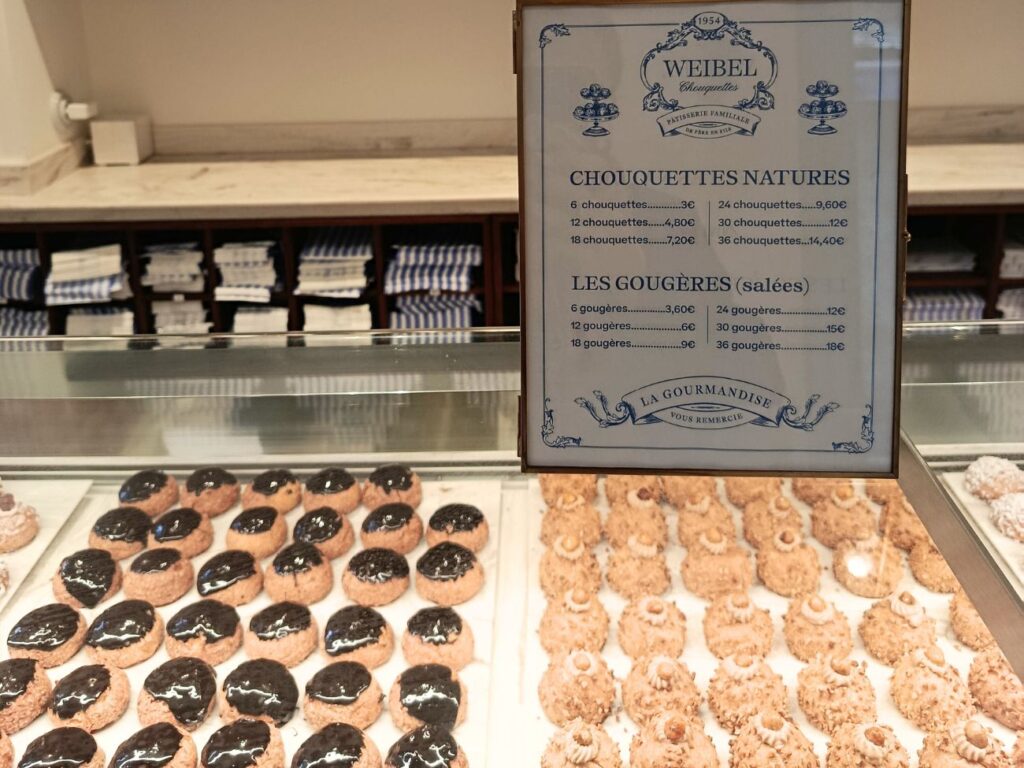 1954
WEIBEL
Chouquettes
PÂTISSERIE FAMILIALE
DE PÈRE EN FILS
CHOUQUETTES NATURES
6 chouquettes............3€
12 chouquettes.....4,80€
18 chouquettes......7,20€
24 chouquettes.....9,60€
30 chouquettes.......12€
36 chouquettes...14,40€
LES GOUGÈRES (salées)
6 gougères................3,60€
12 gougères....................6€
18 gougères....................9€
24 gougères..................12€
30 gougères..................15€
36 gougères..................18€
LA GOURMANDISE
VOUS REMERCIE